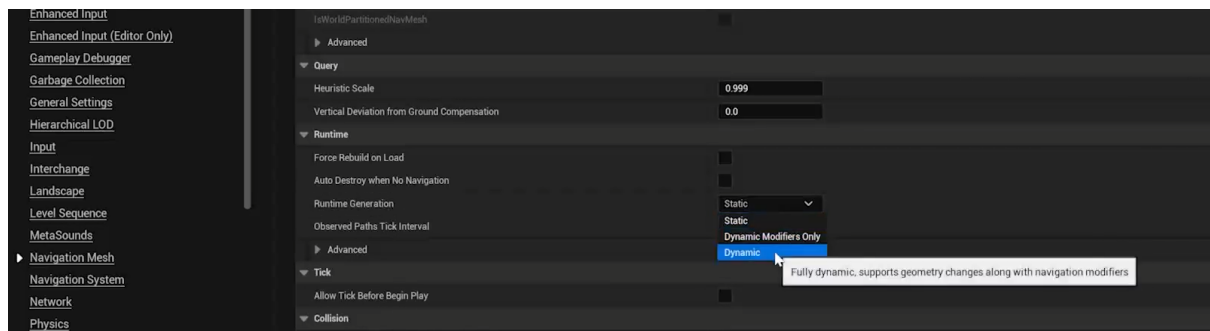 Enhanced Input
Enhanced Input (Editor Only)
Gameplay Debugger
Garbage Collection
General Settings
Hierarchical LOD
Input
Interchange
Landscape
Level Sequence
MetaSounds
Navigation Mesh
Navigation System
Network
Physics
IsWorldPartitionedNavMesh
Advanced
Query
Heuristic Scale 0.999
Vertical Deviation from Ground Compensation 0.0
Runtime
Force Rebuild on Load
Auto Destroy when No Navigation
Runtime Generation Static
Static
Observed Paths Tick Interval
Dynamic Modifiers Only
Advanced
Dynamic
Fully dynamic, supports geometry changes along with navigation modifiers
Tick
Allow Tick Before Begin Play
Collision